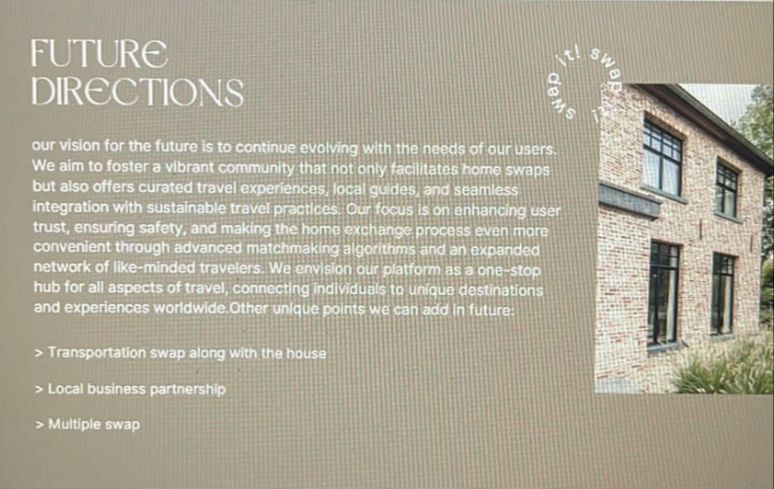 FUTURE
DIRECTIONS
swap it! swap it!
our vision for the future is to continue evolving with the needs of our users.
We aim to foster a vibrant community that not only facilitates home swaps
but also offers curated travel experiences, local guides, and seamless
integration with sustainable travel practices. Our focus is on enhancing user
trust, ensuring safety, and making the home exchange process even more
convenient through advanced matchmaking algorithms and an expanded
network of like-minded travelers. We envision our platform as a one-stop
hub for all aspects of travel, connecting individuals to unique destinations
and experiences worldwide.Other unique points we can add in future:
> Transportation swap along with the house
> Local business partnership
> Multiple swap